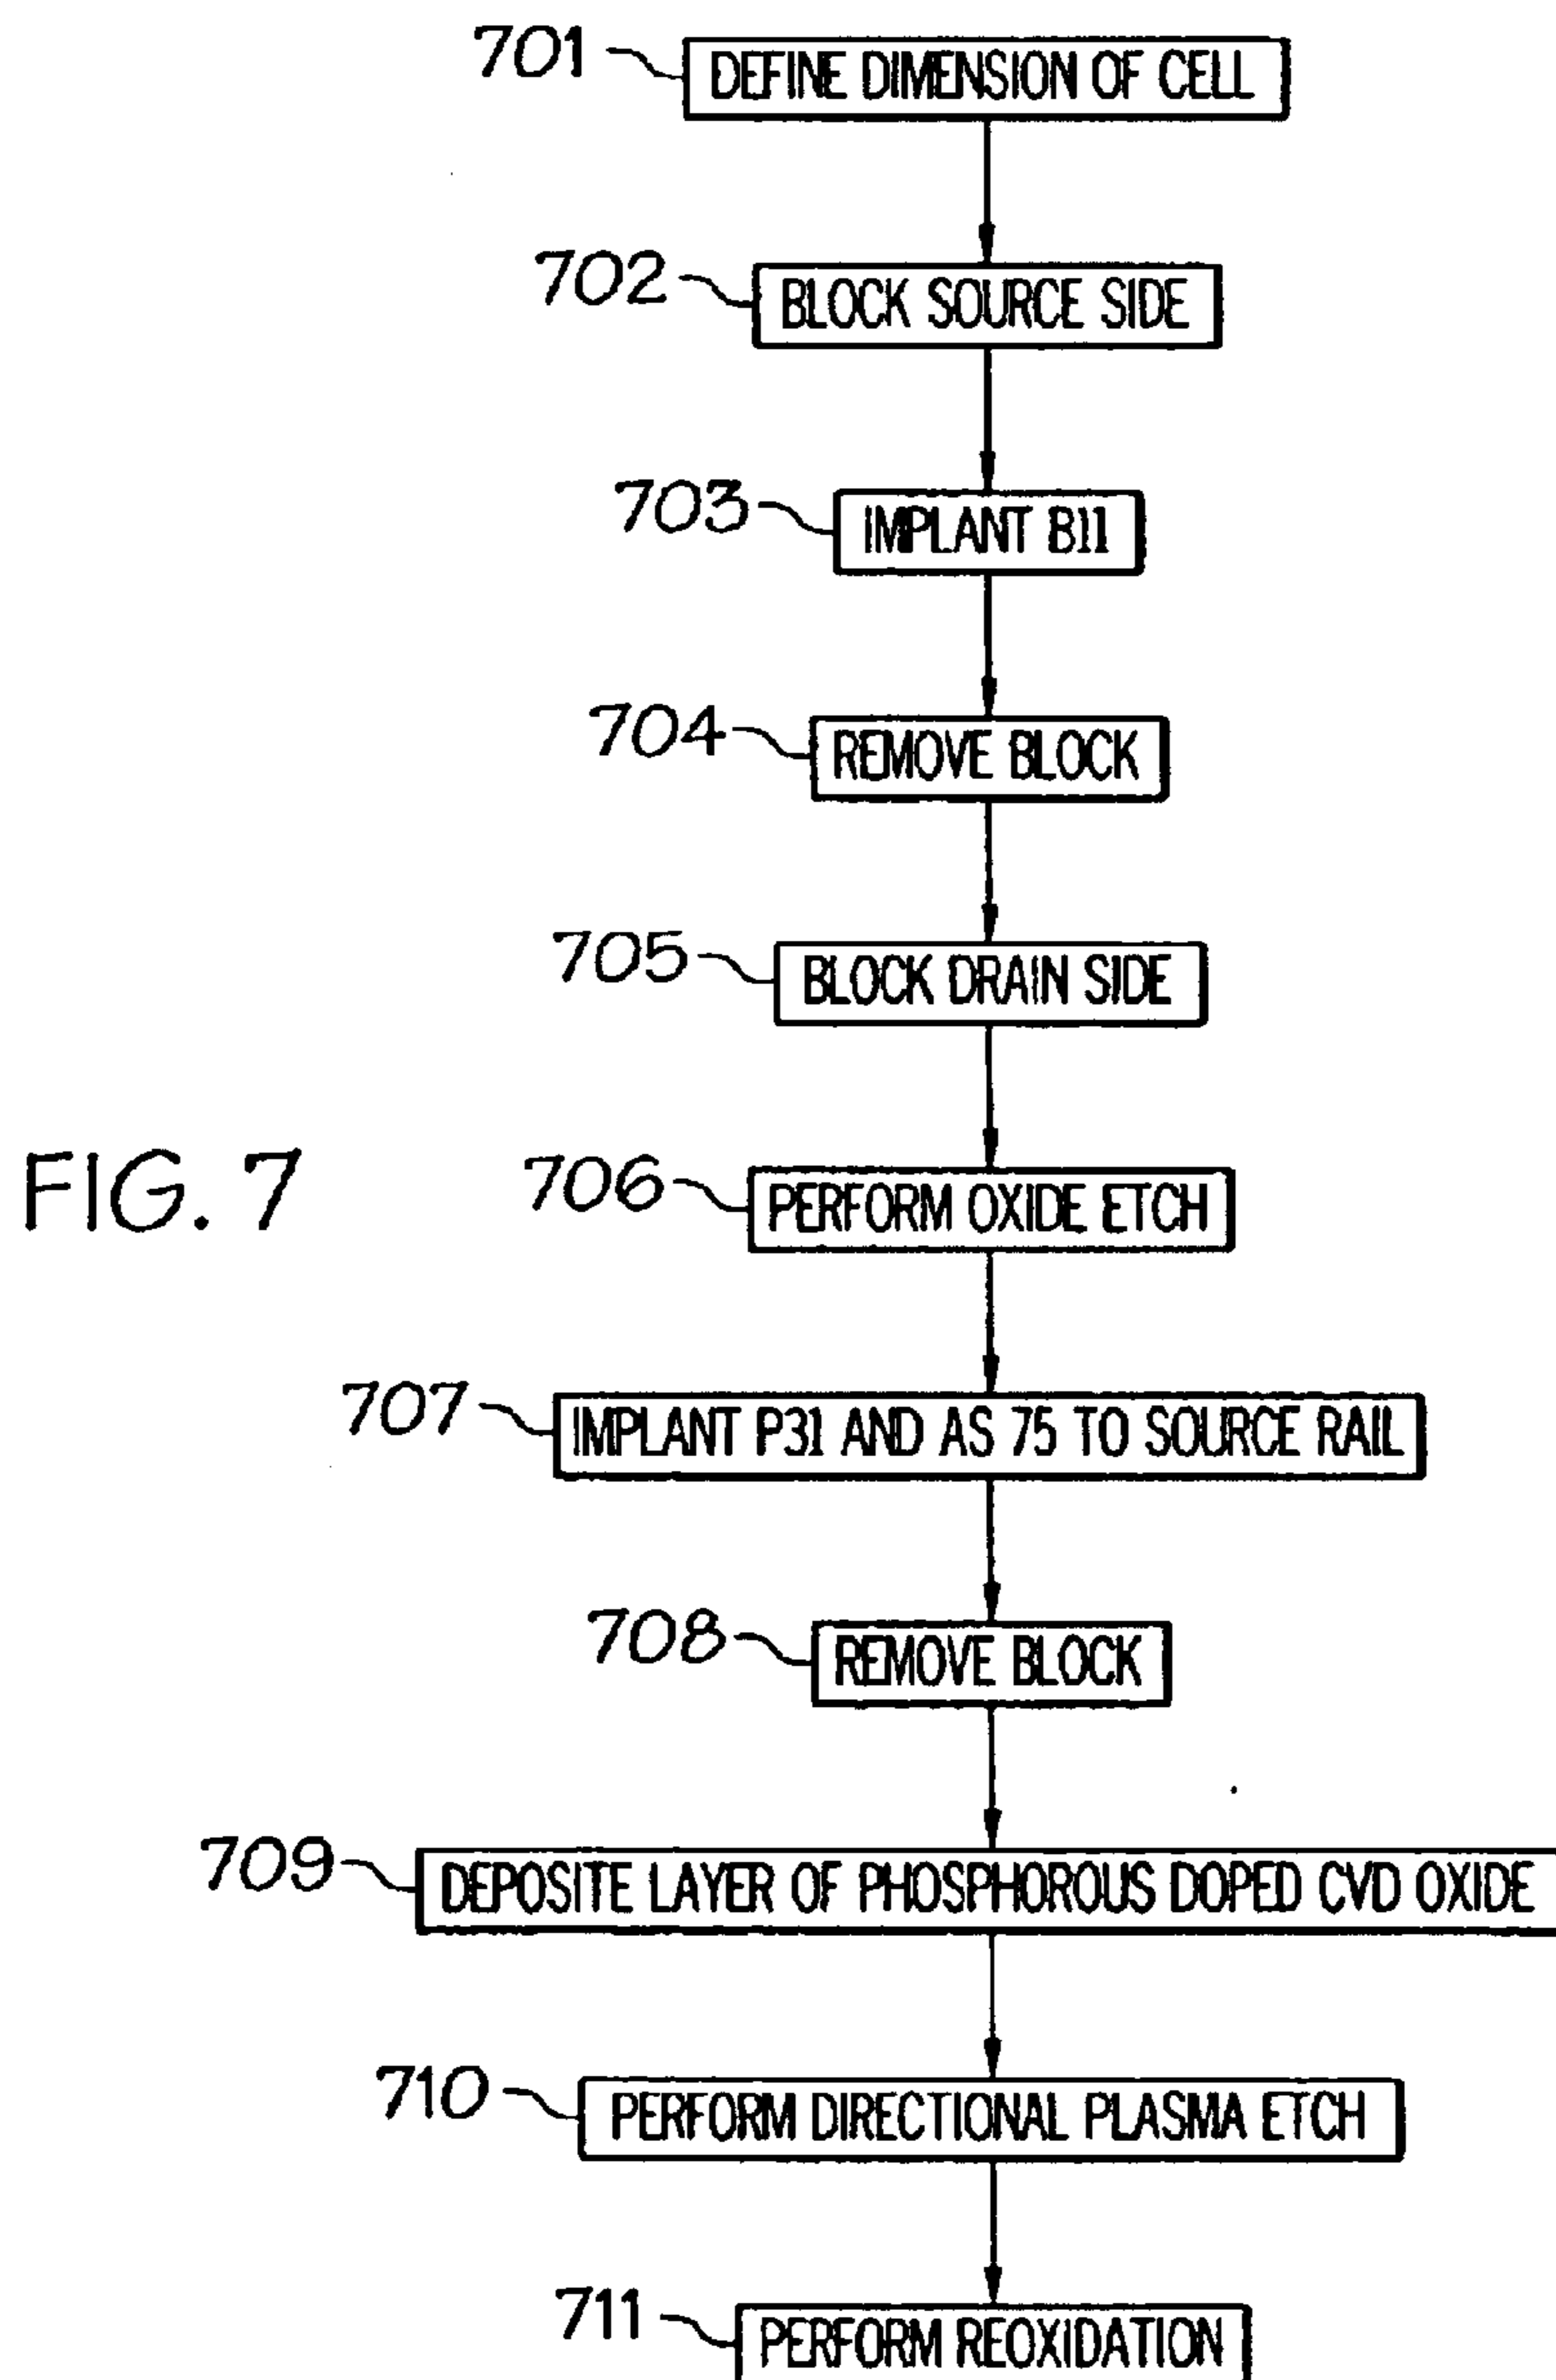 701 DEFINE DIMENSION OF CELL
702 BLOCK SOURCE SIDE
703 IMPLANT B11
704 REMOVE BLOCK
705 BLOCK DRAIN SIDE
FIG. 7
706 PERFORM OXIDE ETCH
707 IMPLANT P31 AND AS 75 TO SOURCE RAIL
708 REMOVE BLOCK
709 DEPOSITE LAYER OF PHOSPHOROUS DOPED CVD OXIDE
710 PERFORM DIRECTIONAL PLASMA ETCH
711 PERFORM REOXIDATION